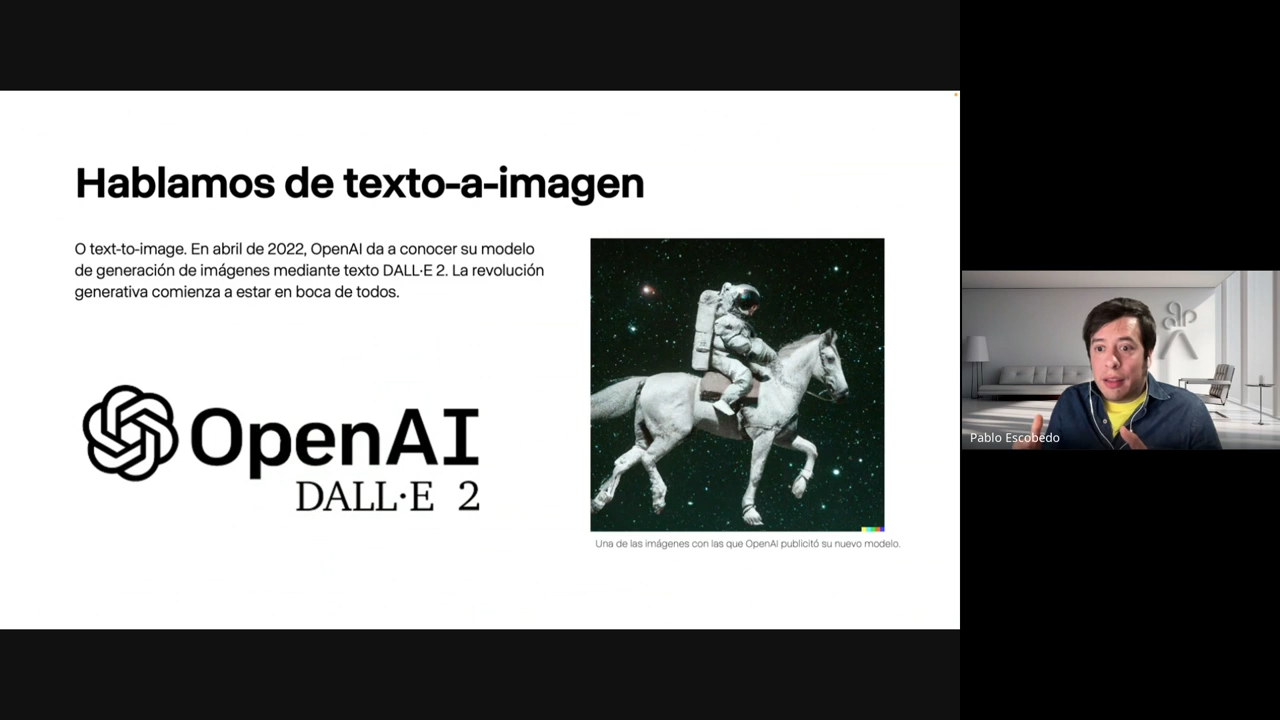 Hablamos de texto-a-imagen
O text-to-image. En abril de 2022, OpenAI da a conocer su modelo
de generación de imágenes mediante texto DALL·E 2. La revolución
generativa comienza a estar en boca de todos.
OpenAI
DALL·E 2
Una de las imágenes con las que OpenAI publicitó su nuevo modelo.
Pablo Escobedo